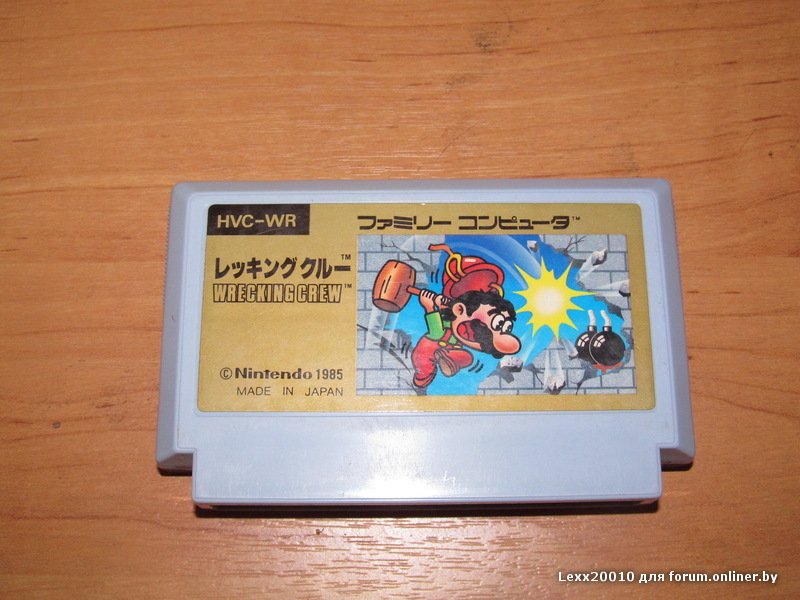 HVC-WR
ファミリー コンピュータ™
レッキングクルー™
WRECKING CREW™
©Nintendo 1985
MADE IN JAPAN
Lexx20010 для forum.onliner.by